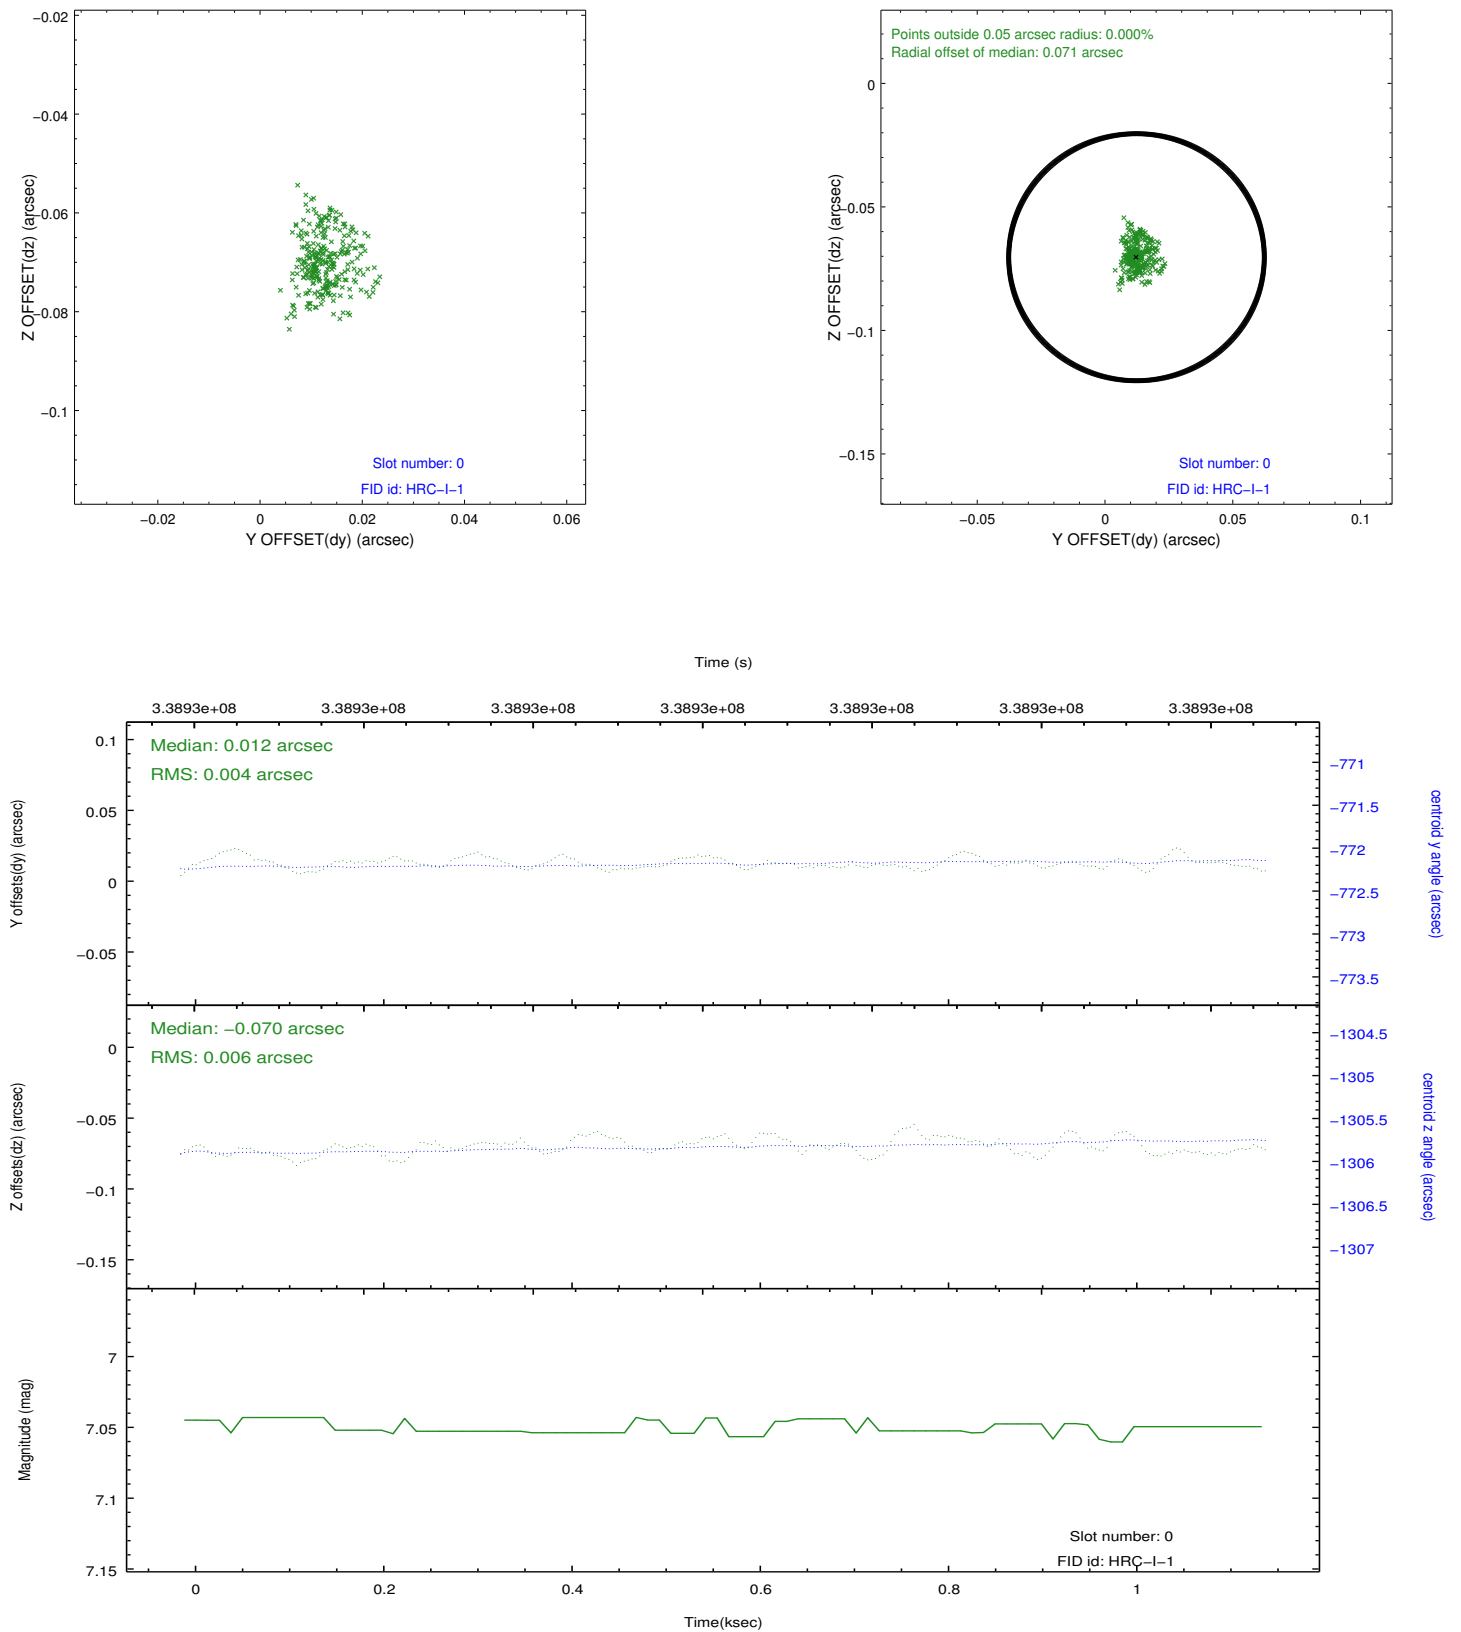 −0.02
−0.04
−0.06
−0.08
−0.1
Z OFFSET(dz) (arcsec)
Slot number: 0
FID id: HRC−I−1
−0.02 0 0.02 0.04 0.06
Y OFFSET(dy) (arcsec)
Points outside 0.05 arcsec radius: 0.000%
Radial offset of median: 0.071 arcsec
0
−0.05
−0.1
−0.15
Z OFFSET(dz) (arcsec)
Slot number: 0
FID id: HRC−I−1
−0.05 0 0.05 0.1
Y OFFSET(dy) (arcsec)
Time (s)
3.3893e+08 3.3893e+08 3.3893e+08 3.3893e+08 3.3893e+08 3.3893e+08 3.3893e+08
Median: 0.012 arcsec
RMS: 0.004 arcsec
0.1
0.05
0
−0.05
Y offsets(dy) (arcsec)
−771
−771.5
−772
−772.5
−773
−773.5
centroid y angle (arcsec)
Median: −0.070 arcsec
RMS: 0.006 arcsec
0
−0.05
−0.1
−0.15
Z offsets(dz) (arcsec)
−1304.5
−1305
−1305.5
−1306
−1306.5
−1307
centroid z angle (arcsec)
7
7.05
7.1
7.15
Magnitude (mag)
Slot number: 0
FID id: HRC−I−1
0 0.2 0.4 0.6 0.8 1
Time(ksec)